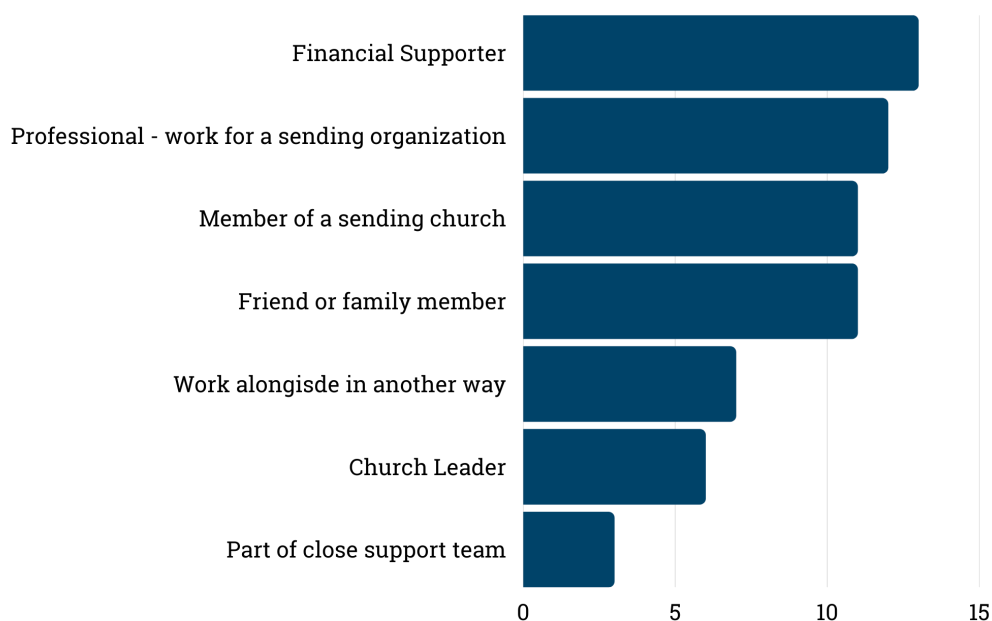 Financial Supporter
Professional - work for a sending organization
Member of a sending church
Friend or family member
Work alongisde in another way
Church Leader
Part of close support team
0 5 10 15